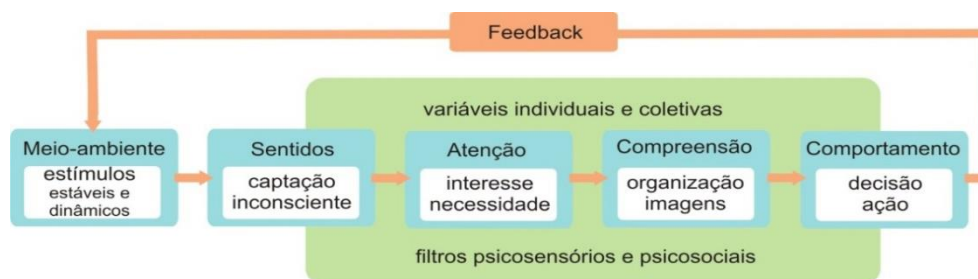 Feedback
variáveis individuais e coletivas
Meio-ambiente
estímulos
estáveis e
dinâmicos
Sentidos
captação
inconsciente
Atenção
interesse
necessidade
Compreensão
organização
imagens
Comportamento
decisão
ação
filtros psicosensórios e psicosociais